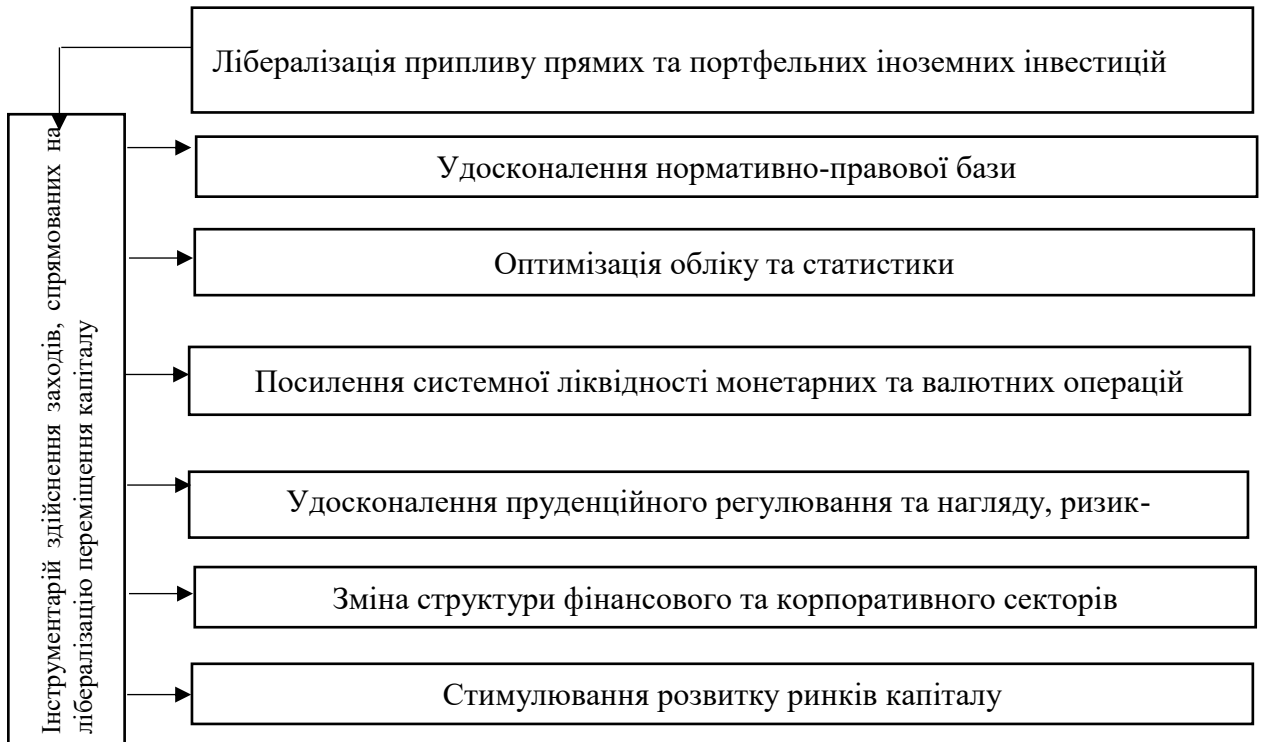 Лібералізація припливу прямих та портфельних іноземних інвестицій
Інструментарій здійснення заходів, спрямованих на
лібералізацію переміщення капіталу
Удосконалення нормативно-правової бази
Оптимізація обліку та статистики
Посилення системної ліквідності монетарних та валютних операцій
Удосконалення пруденційного регулювання та нагляду, ризик-
Зміна структури фінансового та корпоративного секторів
Стимулювання розвитку ринків капіталу